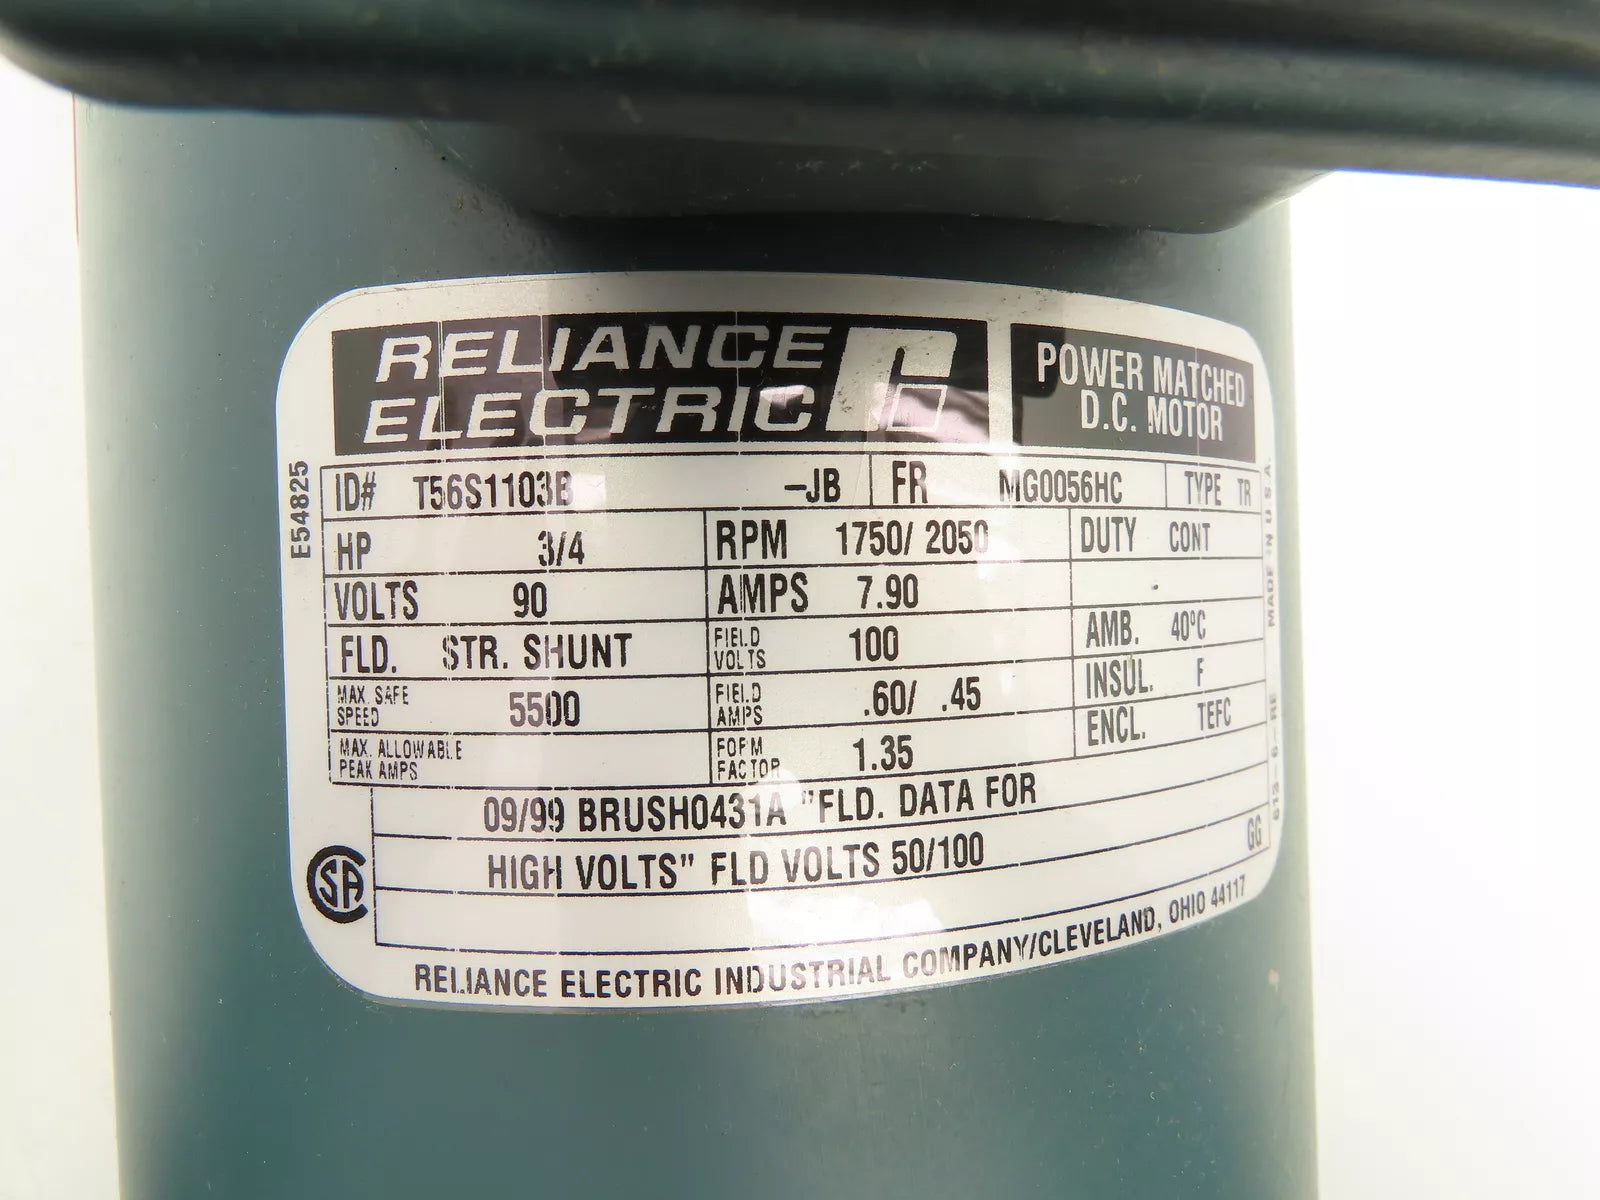 RELIANCE
ELECTRIC
POWER MATCHED
D.C. MOTOR
E54825
ID# T56S1103B -JB FR MG0056HC TYPE TR
HP 3/4 RPM 1750/ 2050 DUTY CONT
VOLTS 90 AMPS 7.90
FLD. STR. SHUNT FIELD VOLTS 100 AMB. 40°C
MAX. SAFE SPEED 5500 FIELD AMPS .60/ .45 INSUL. F
MAX. ALLOWABLE PEAK AMPS FORM FACTOR 1.35 ENCL. TEFC
09/99 BRUSH0431A "FLD. DATA FOR
HIGH VOLTS" FLD VOLTS 50/100 GG
SA
RELIANCE ELECTRIC INDUSTRIAL COMPANY/CLEVELAND, OHIO 44117
MADE IN U.S.A.